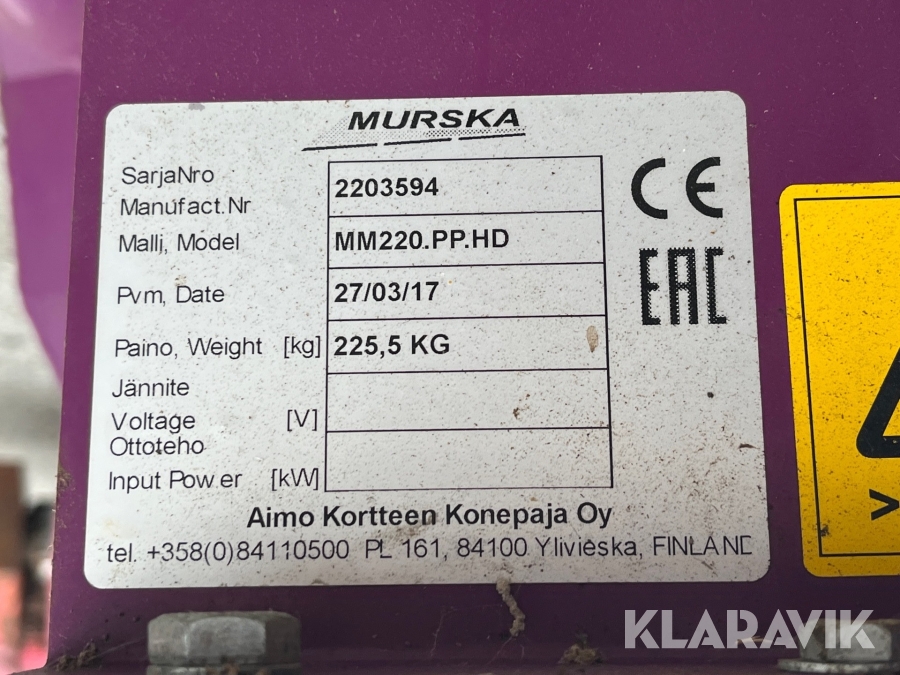 MURSKA
SarjaNro
Manufact.Nr 2203594
Malli, Model MM220.PP.HD
Pvm, Date 27/03/17
Paino, Weight [kg] 225,5 KG
Jännite
Voltage [V]
Ottoteho
Input Power [kW]
CE
EAC
Aimo Kortteen Konepaja Oy
tel. +358(0)84110500 PL 161, 84100 Ylivieska, FINLAND
>
KLARAVIK